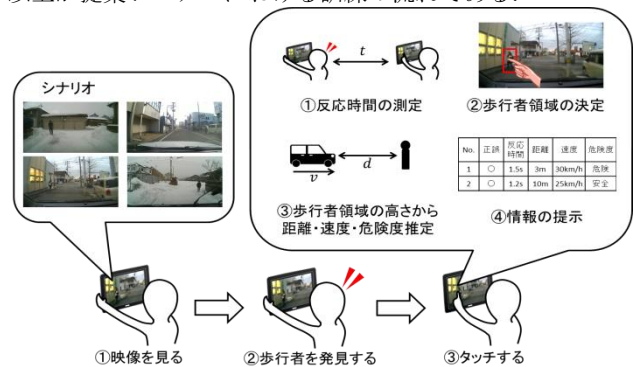 シナリオ
t
①反応時間の測定
②歩行者領域の決定
v
d
③歩行者領域の高さから
距離・速度・危険度推定
No. 正誤 反応時間 距離 速度 危険度
1 ○ 1.5s 3m 30km/h 危険
2 ○ 1.2s 10m 25km/h 安全
④情報の提示
①映像を見る
②歩行者を発見する
③タッチする